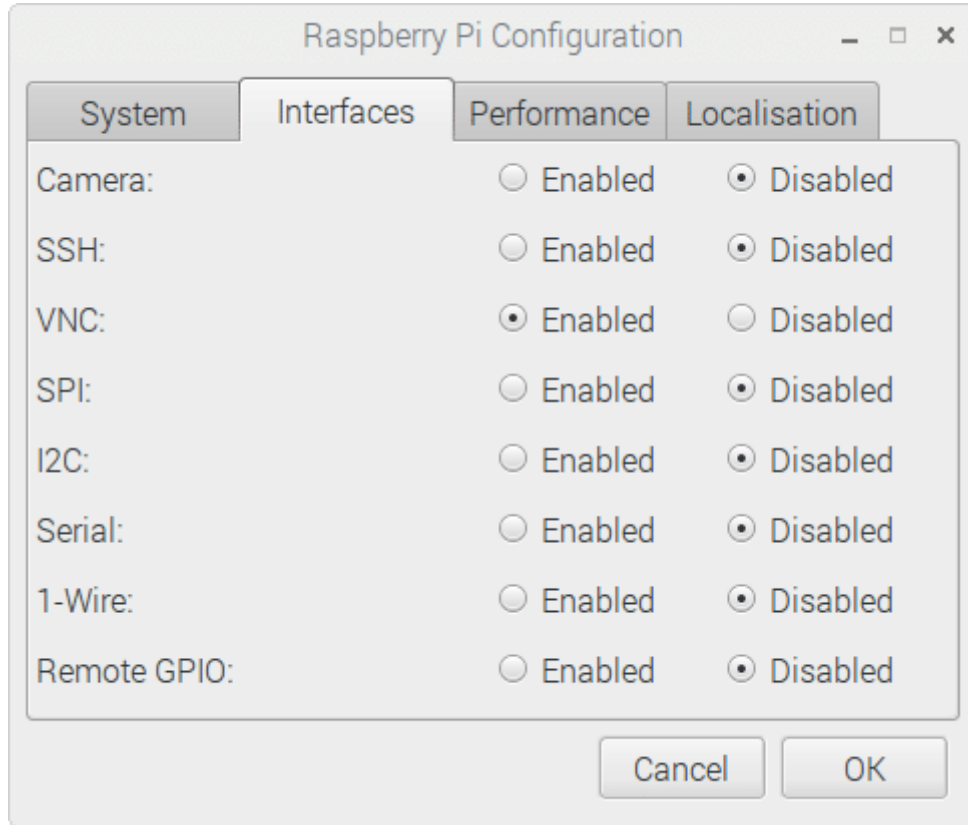 Raspberry Pi Configuration
System Interfaces Performance Localisation
Camera: Enabled Disabled
SSH: Enabled Disabled
VNC: Enabled Disabled
SPI: Enabled Disabled
I2C: Enabled Disabled
Serial: Enabled Disabled
1-Wire: Enabled Disabled
Remote GPIO: Enabled Disabled
Cancel OK